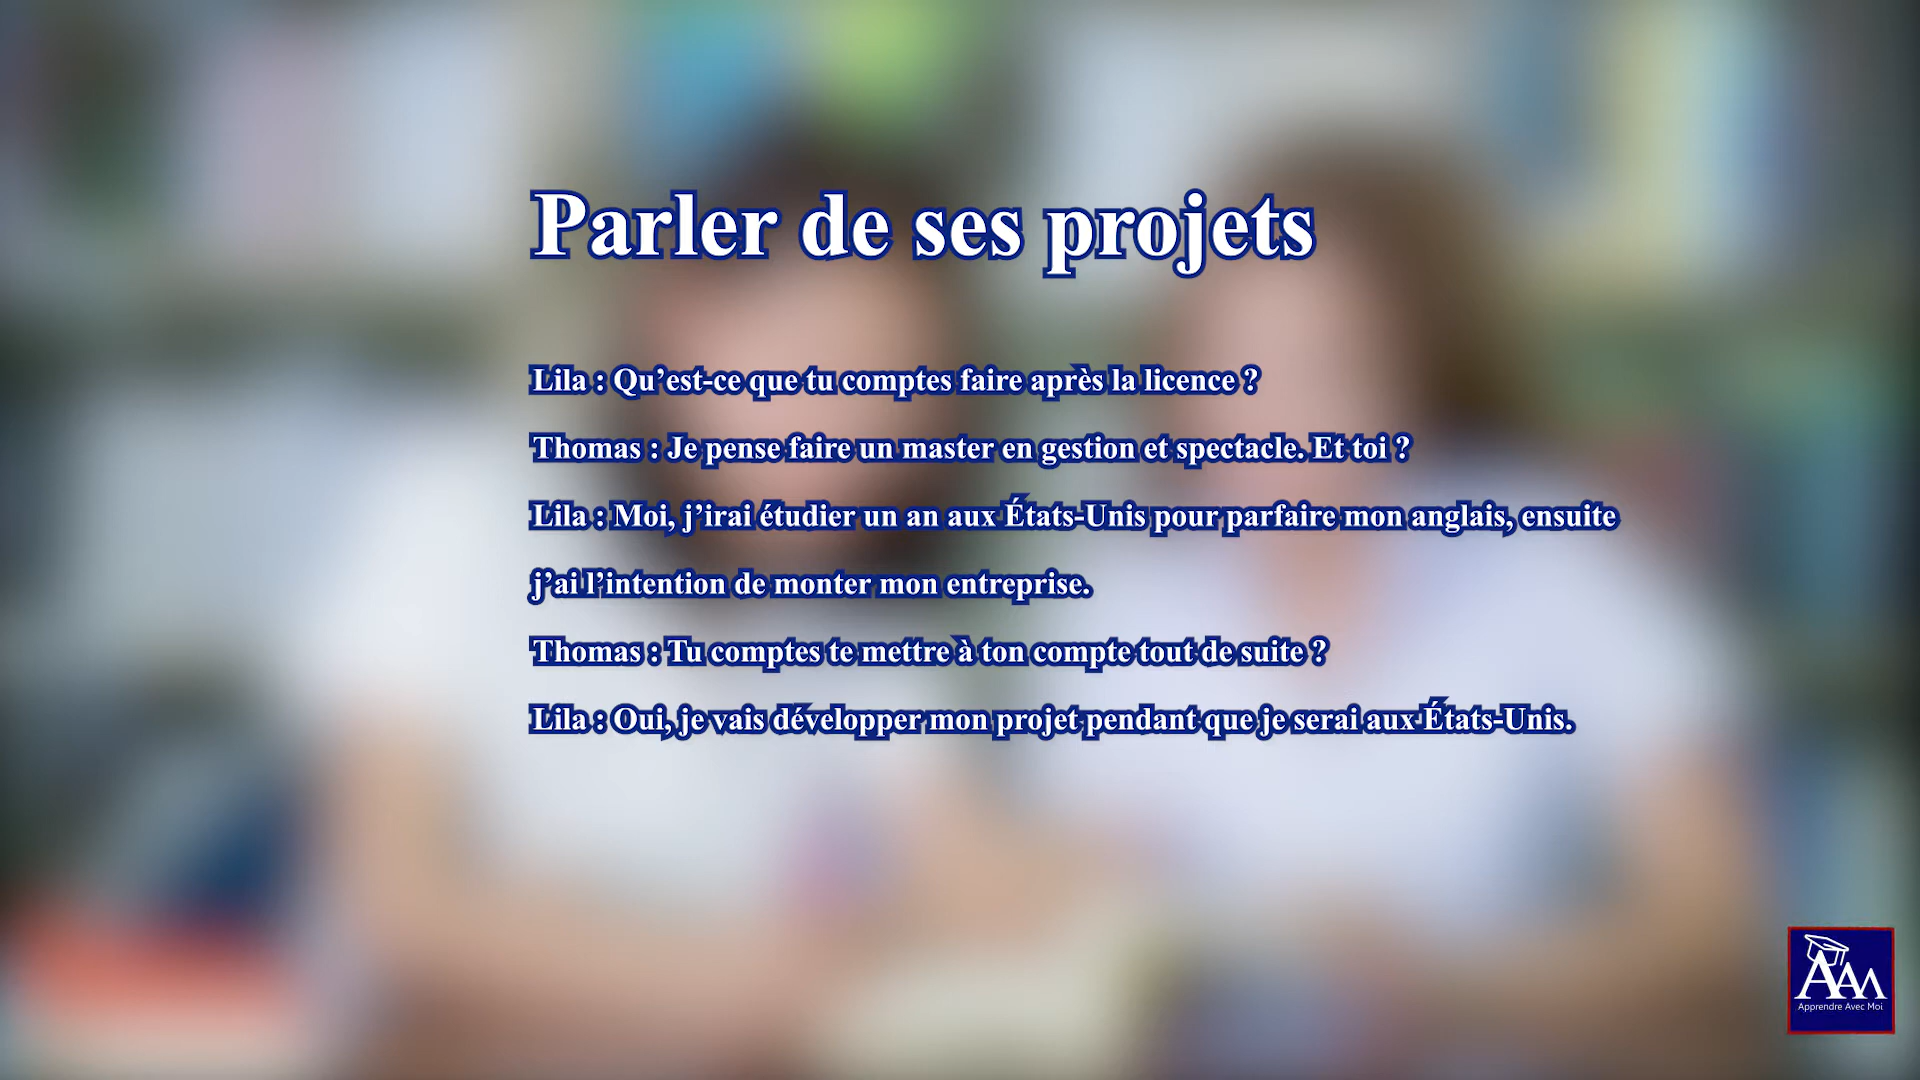 Parler de ses projets
Lila : Qu’est-ce que tu comptes faire après la licence ?
Thomas : Je pense faire un master en gestion et spectacle. Et toi ?
Lila : Moi, j’irai étudier un an aux États-Unis pour parfaire mon anglais, ensuite
j’ai l’intention de monter mon entreprise.
Thomas : Tu comptes te mettre à ton compte tout de suite ?
Lila : Oui, je vais développer mon projet pendant que je serai aux États-Unis.
AAM
Apprendre Avec Moi